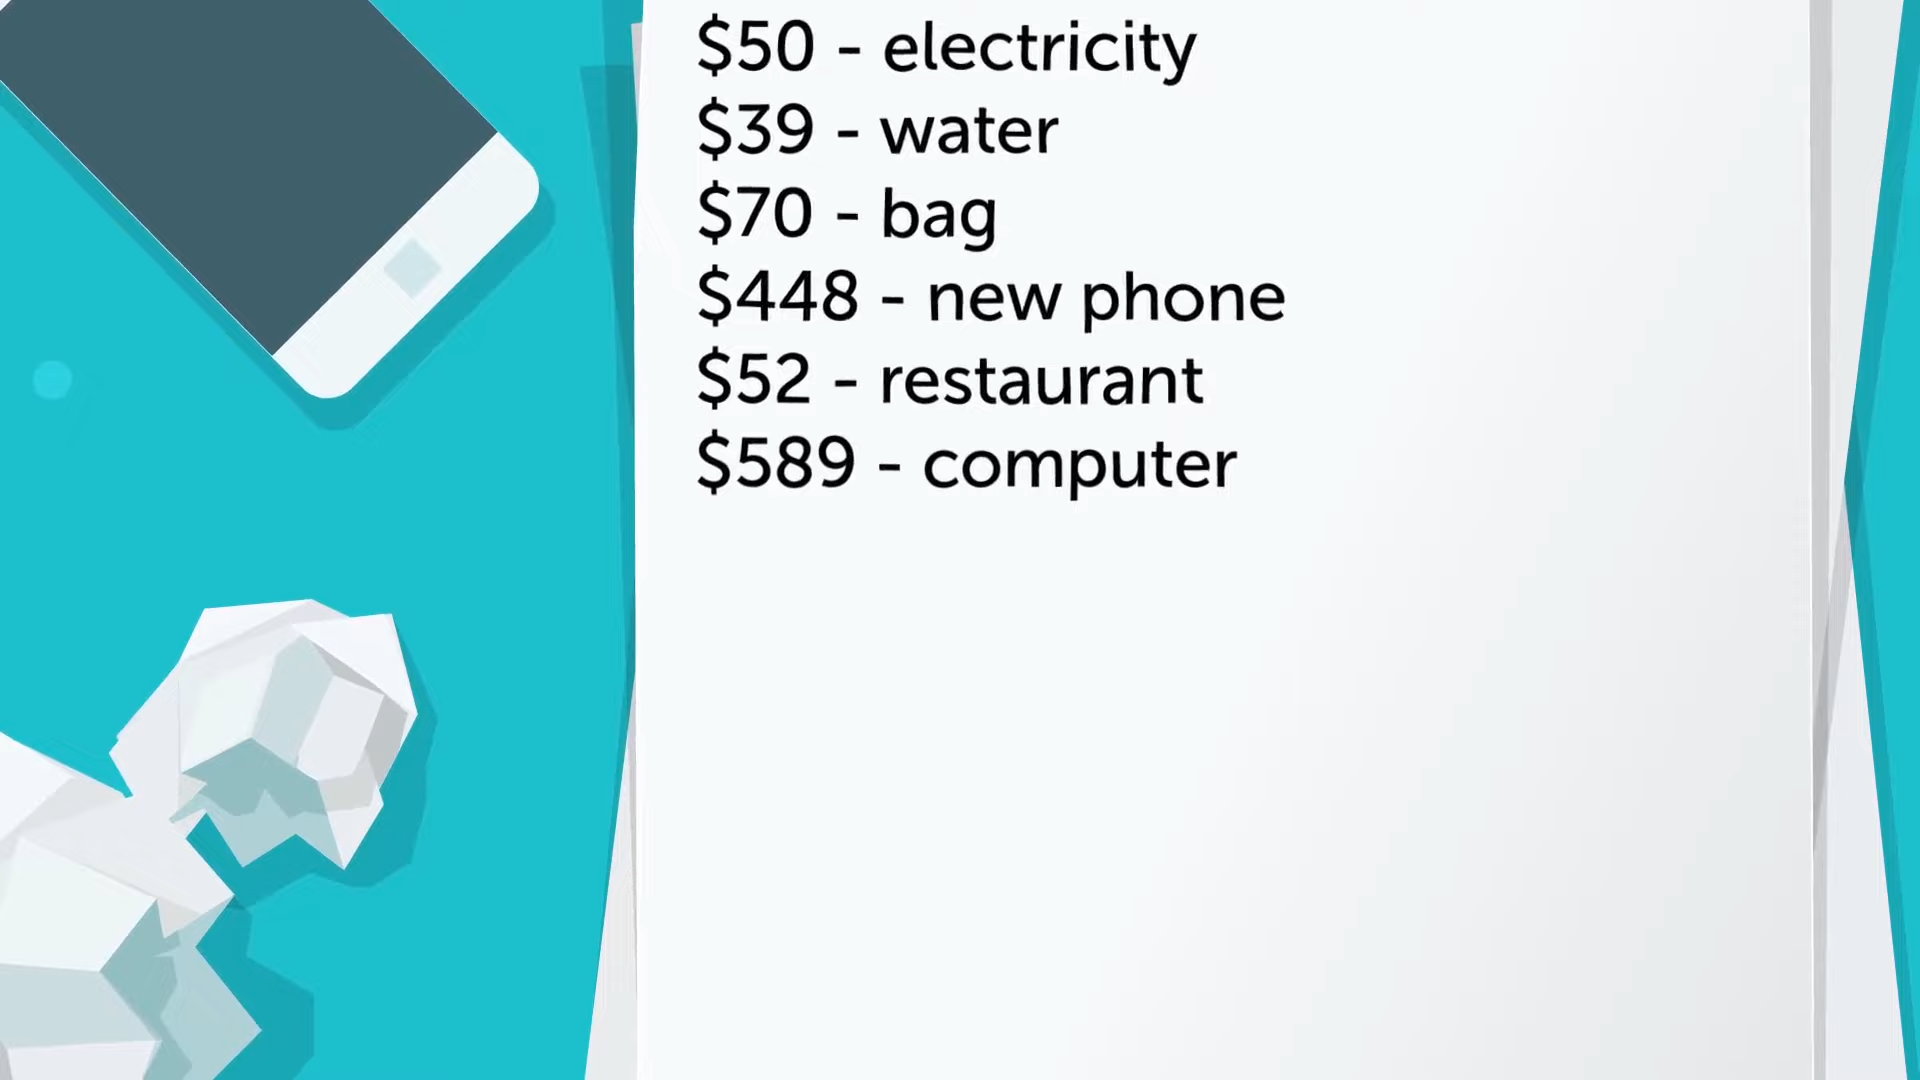 $50 - electricity
$39 - water
$70 - bag
$448 - new phone
$52 - restaurant
$589 - computer